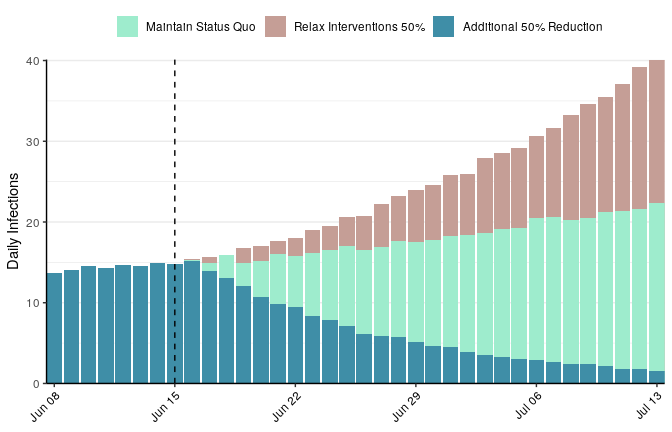 Maintain Status Quo Relax Interventions 50% Additional 50% Reduction
Daily Infections
40
30
20
10
0
Jun 08 Jun 15 Jun 22 Jun 29 Jul 06 Jul 13